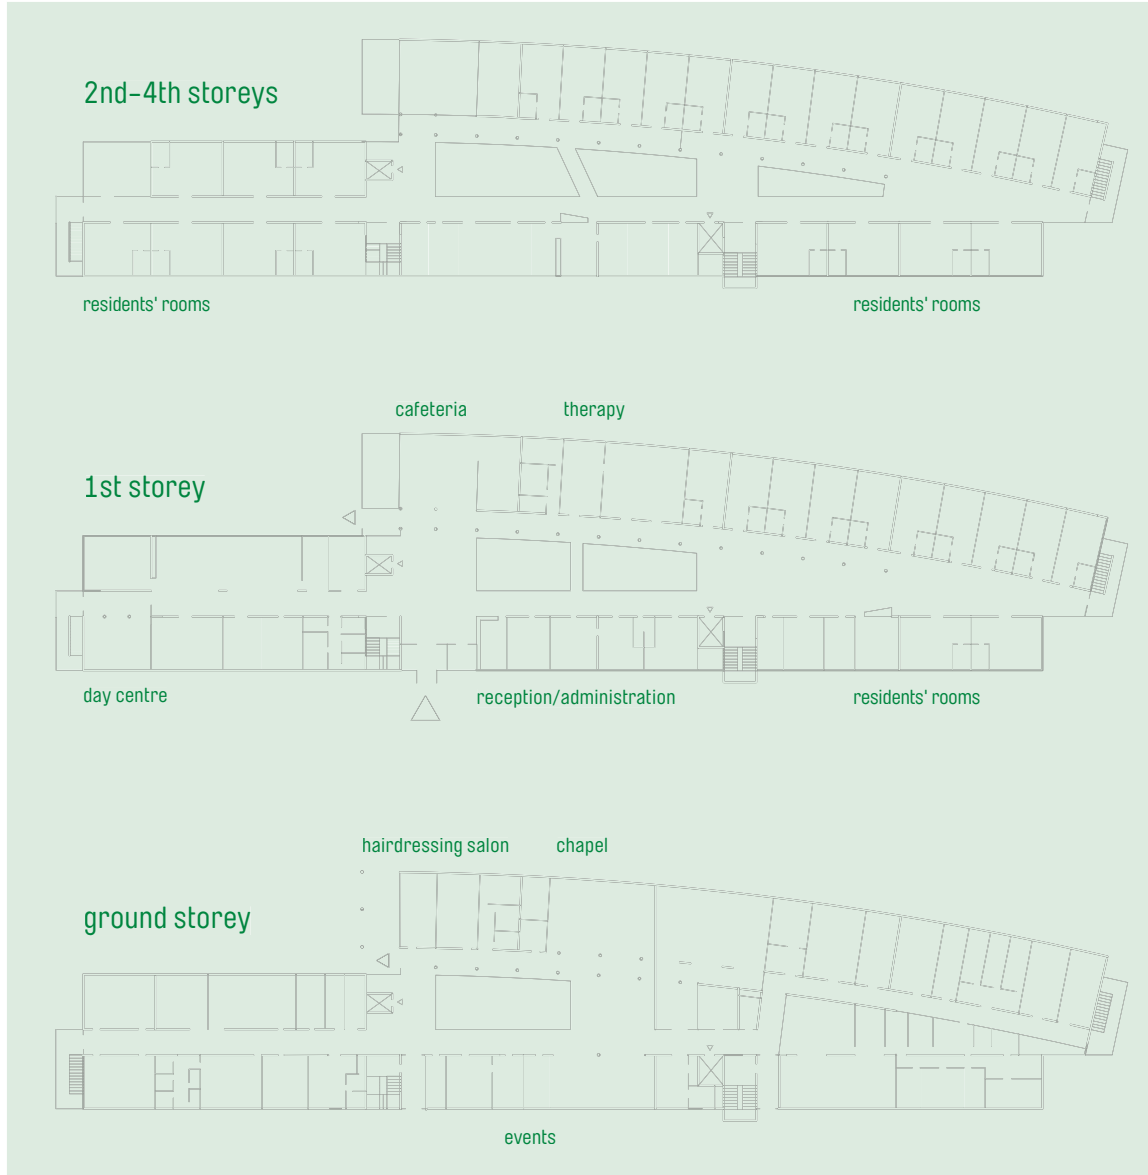 2nd–4th storeys
residents' rooms
residents' rooms
cafeteria
therapy
1st storey
day centre
reception/administration
residents' rooms
hairdressing salon
chapel
ground storey
events